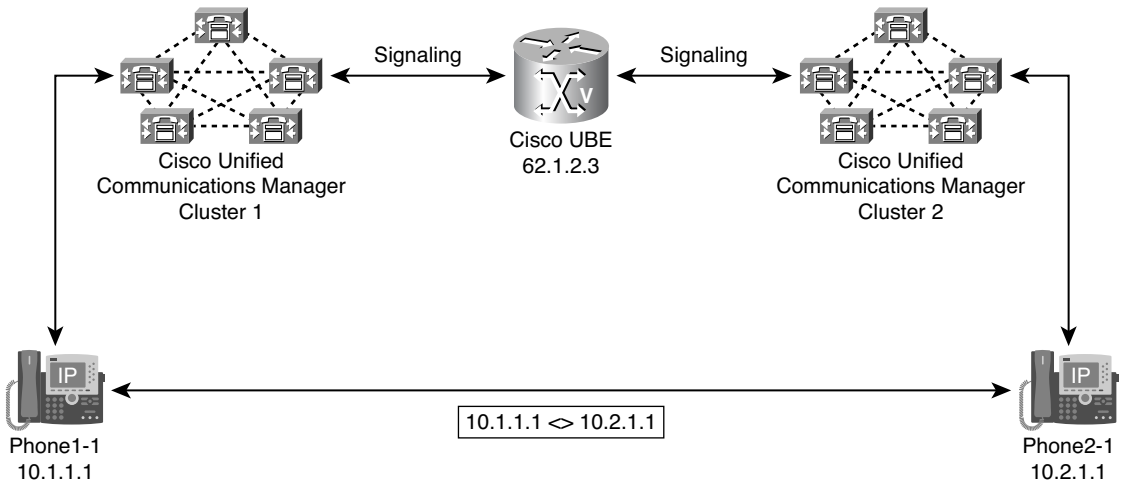 Signaling
Signaling
V
Cisco Unified
Communications Manager
Cluster 1
Cisco UBE
62.1.2.3
Cisco Unified
Communications Manager
Cluster 2
IP
IP
10.1.1.1 <> 10.2.1.1
Phone1-1
10.1.1.1
Phone2-1
10.2.1.1